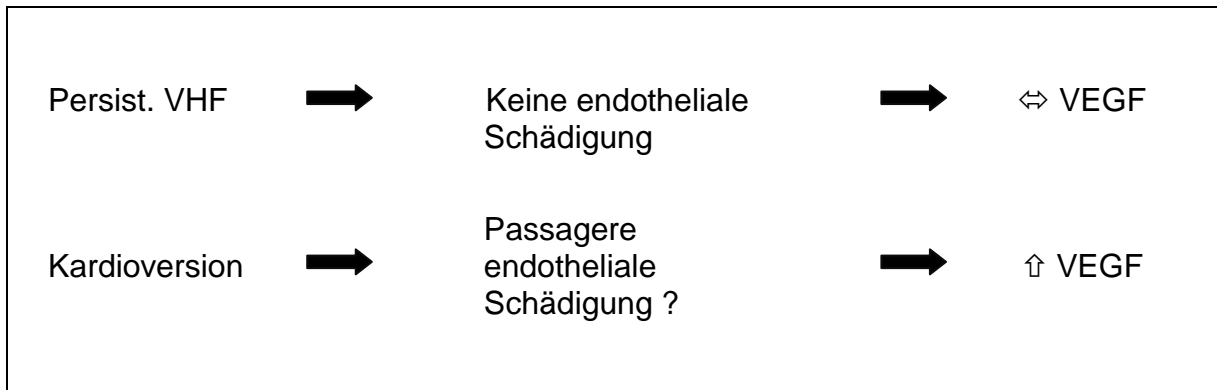 Persist. VHF Keine endotheliale ⇔ VEGF
Schädigung
Passagere
Kardioversion endotheliale ⇧ VEGF
Schädigung ?